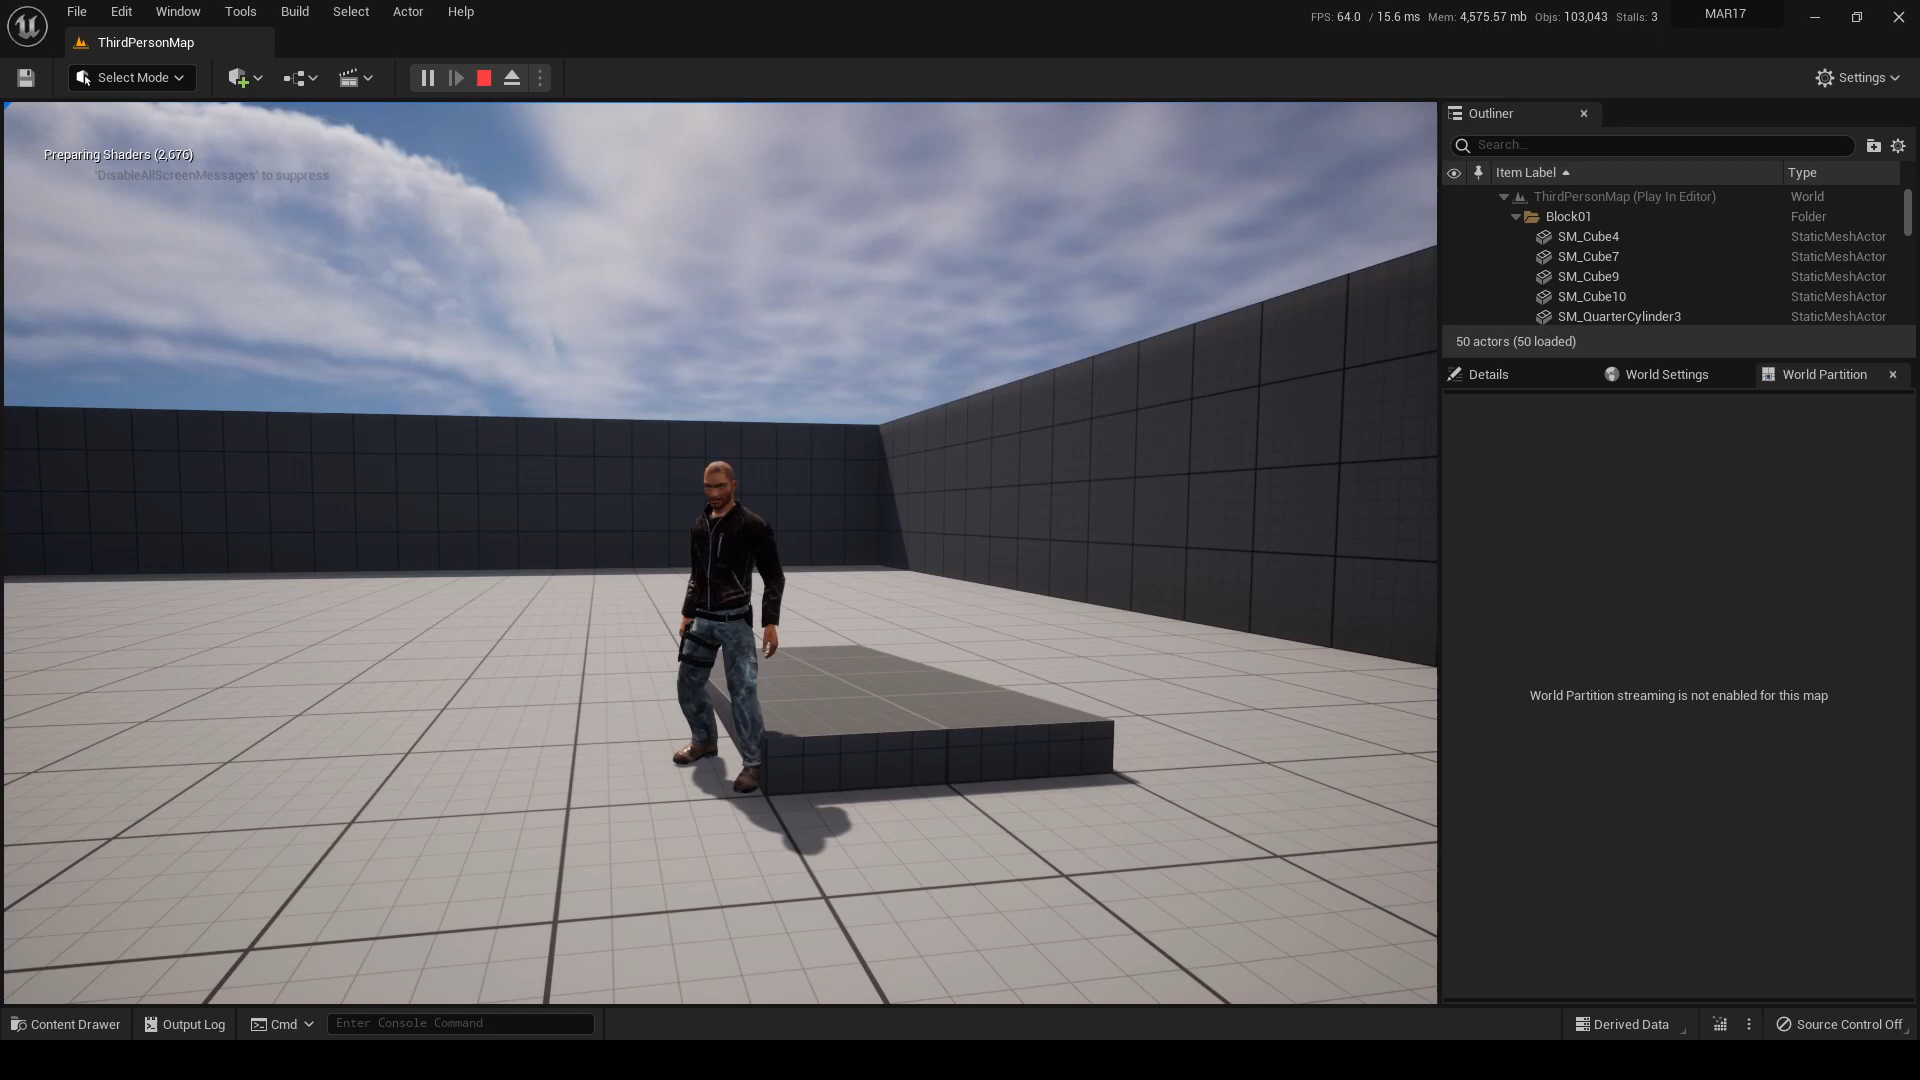 File Edit Window Tools Build Select Actor Help
FPS: 64.0 / 15.6 ms Mem: 4,575.57 mb Objs: 103,043 Stalls: 3
MAR17
ThirdPersonMap
Select Mode
Settings
Preparing Shaders (2,676)
'DisableAllScreenMessages' to suppress
Outliner
Search...
Item Label Type
ThirdPersonMap (Play In Editor) World
Block01 Folder
SM_Cube4 StaticMeshActor
SM_Cube7 StaticMeshActor
SM_Cube9 StaticMeshActor
SM_Cube10 StaticMeshActor
SM_QuarterCylinder3 StaticMeshActor
50 actors (50 loaded)
Details World Settings World Partition
World Partition streaming is not enabled for this map
Content Drawer Output Log Cmd Enter Console Command
Derived Data Source Control Off